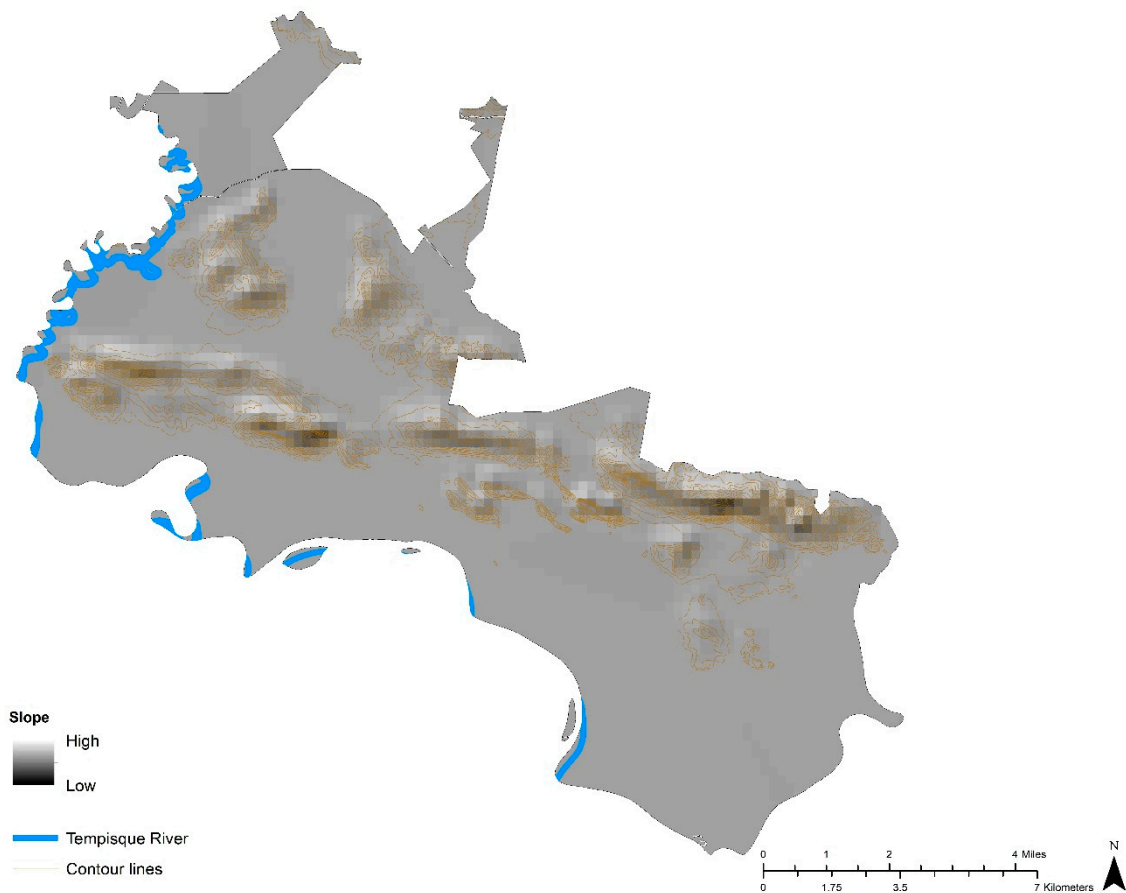 Slope
High
Low
Tempisque River
Contour lines
N
0 1 2 4 Miles
0 1.75 3.5 7 Kilometers